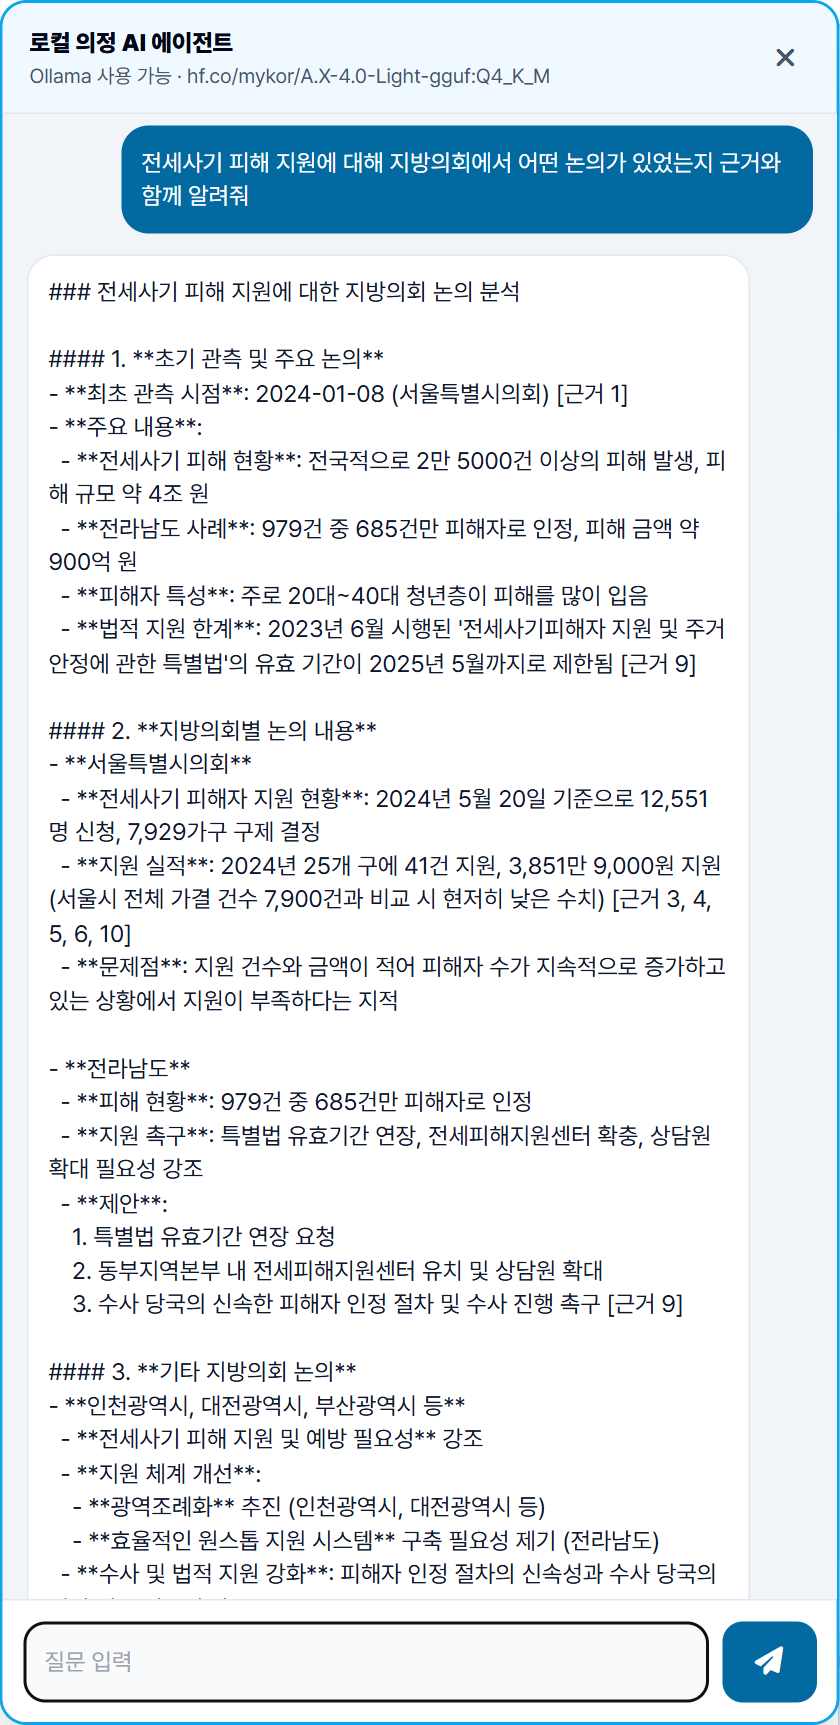 로컬 의정 AI 에이전트
Ollama 사용 가능 · hf.co/mykor/A.X-4.0-Light-gguf:Q4_K_M
전세사기 피해 지원에 대해 지방의회에서 어떤 논의가 있었는지 근거와
함께 알려줘
### 전세사기 피해 지원에 대한 지방의회 논의 분석
#### 1. **초기 관측 및 주요 논의**
- **최초 관측 시점**: 2024-01-08 (서울특별시의회) [근거 1]
- **주요 내용**:
- **전세사기 피해 현황**: 전국적으로 2만 5000건 이상의 피해 발생, 피
해 규모 약 4조 원
- **전라남도 사례**: 979건 중 685건만 피해자로 인정, 피해 금액 약
900억 원
- **피해자 특성**: 주로 20대~40대 청년층이 피해를 많이 입음
- **법적 지원 한계**: 2023년 6월 시행된 '전세사기피해자 지원 및 주거
안정에 관한 특별법'의 유효 기간이 2025년 5월까지로 제한됨 [근거 9]
#### 2. **지방의회별 논의 내용**
- **서울특별시의회**
- **전세사기 피해자 지원 현황**: 2024년 5월 20일 기준으로 12,551
명 신청, 7,929가구 구제 결정
- **지원 실적**: 2024년 25개 구에 41건 지원, 3,851만 9,000원 지원
(서울시 전체 가결 건수 7,900건과 비교 시 현저히 낮은 수치) [근거 3, 4,
5, 6, 10]
- **문제점**: 지원 건수와 금액이 적어 피해자 수가 지속적으로 증가하고
있는 상황에서 지원이 부족하다는 지적
- **전라남도**
- **피해 현황**: 979건 중 685건만 피해자로 인정
- **지원 촉구**: 특별법 유효기간 연장, 전세피해지원센터 확충, 상담원
확대 필요성 강조
- **제안**:
1. 특별법 유효기간 연장 요청
2. 동부지역본부 내 전세피해지원센터 유치 및 상담원 확대
3. 수사 당국의 신속한 피해자 인정 절차 및 수사 진행 촉구 [근거 9]
#### 3. **기타 지방의회 논의**
- **인천광역시, 대전광역시, 부산광역시 등**
- **전세사기 피해 지원 및 예방 필요성** 강조
- **지원 체계 개선**:
- **광역조례화** 추진 (인천광역시, 대전광역시 등)
- **효율적인 원스톱 지원 시스템** 구축 필요성 제기 (전라남도)
- **수사 및 법적 지원 강화**: 피해자 인정 절차의 신속성과 수사 당국의
질문 입력